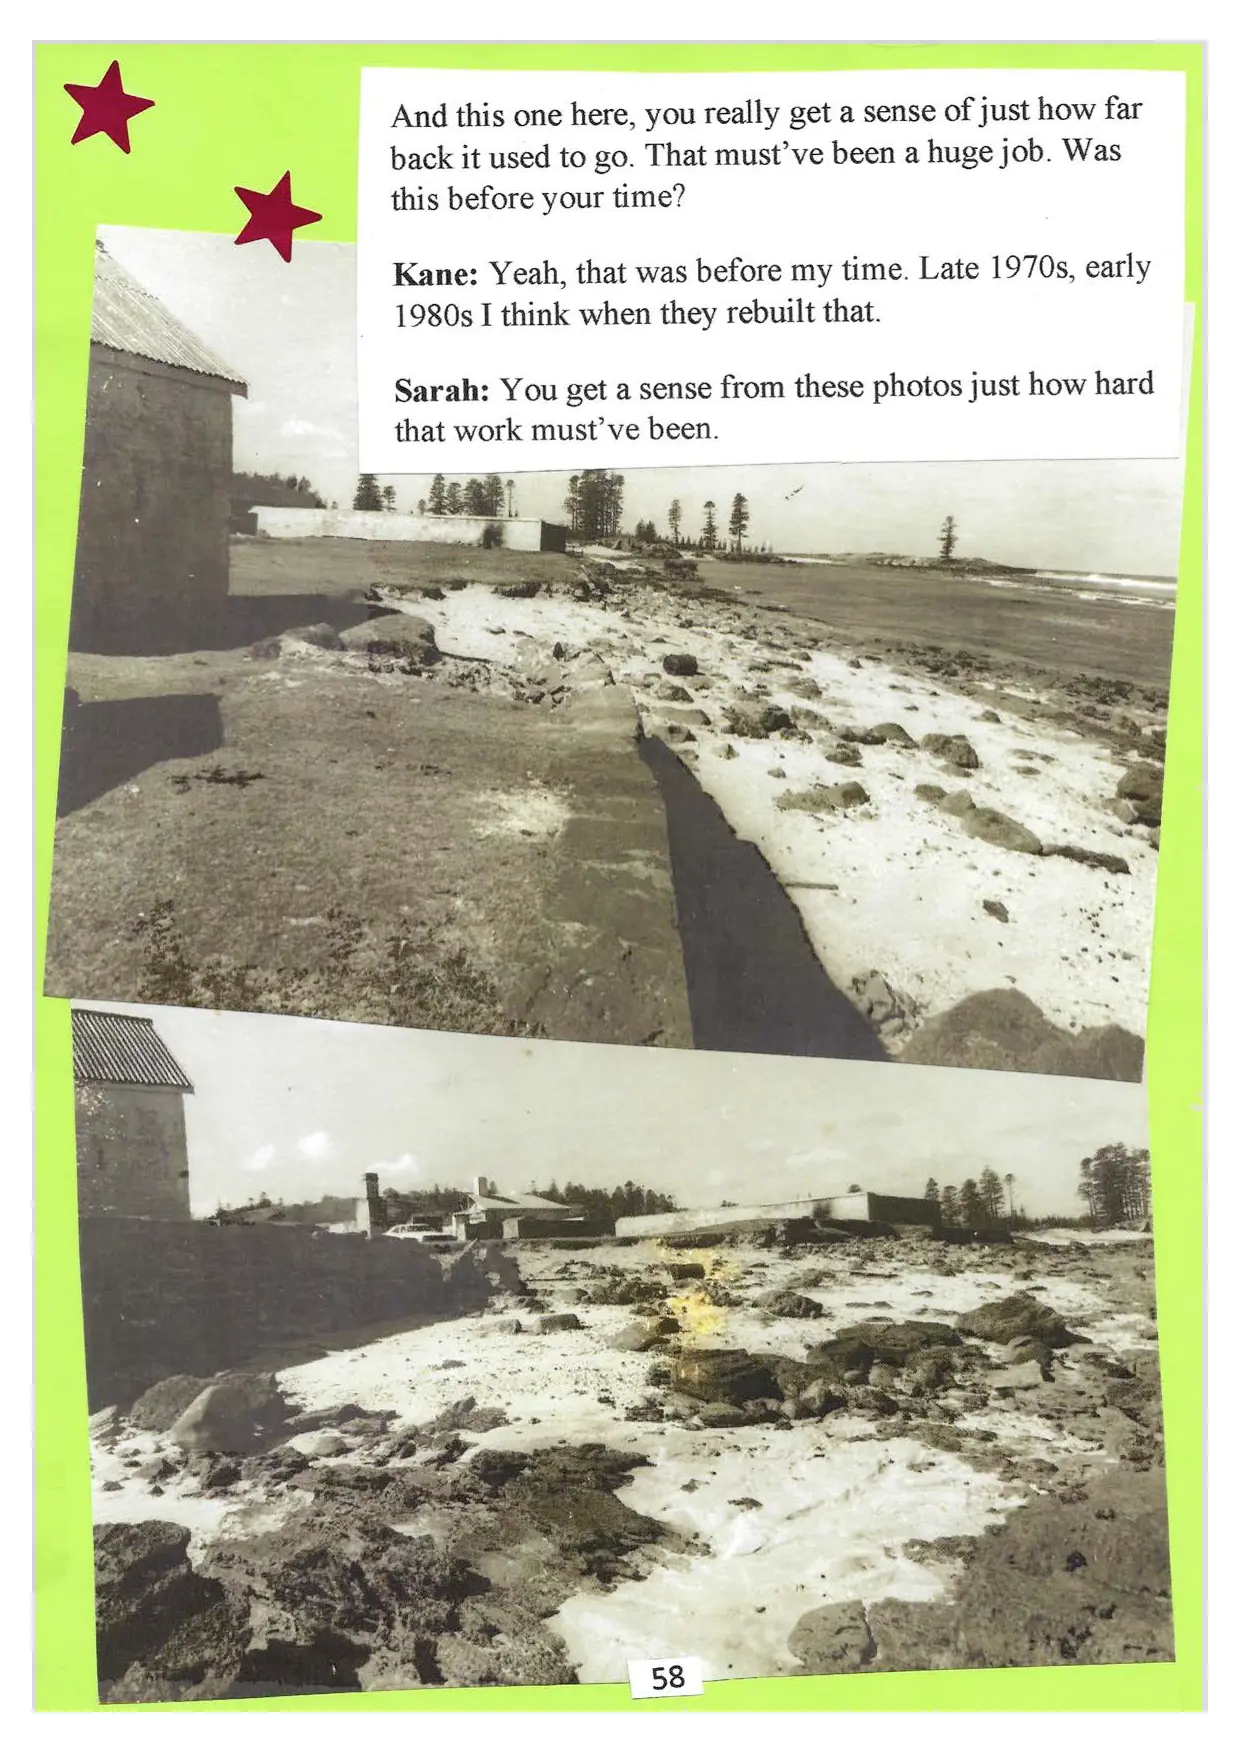 And this one here, you really get a sense of just how far
back it used to go. That must've been a huge job. Was
this before your time?
Kane: Yeah, that was before my time. Late 1970s, early
1980s I think when they rebuilt that.
Sarah: You get a sense from these photos just how hard
that work must've been.
58